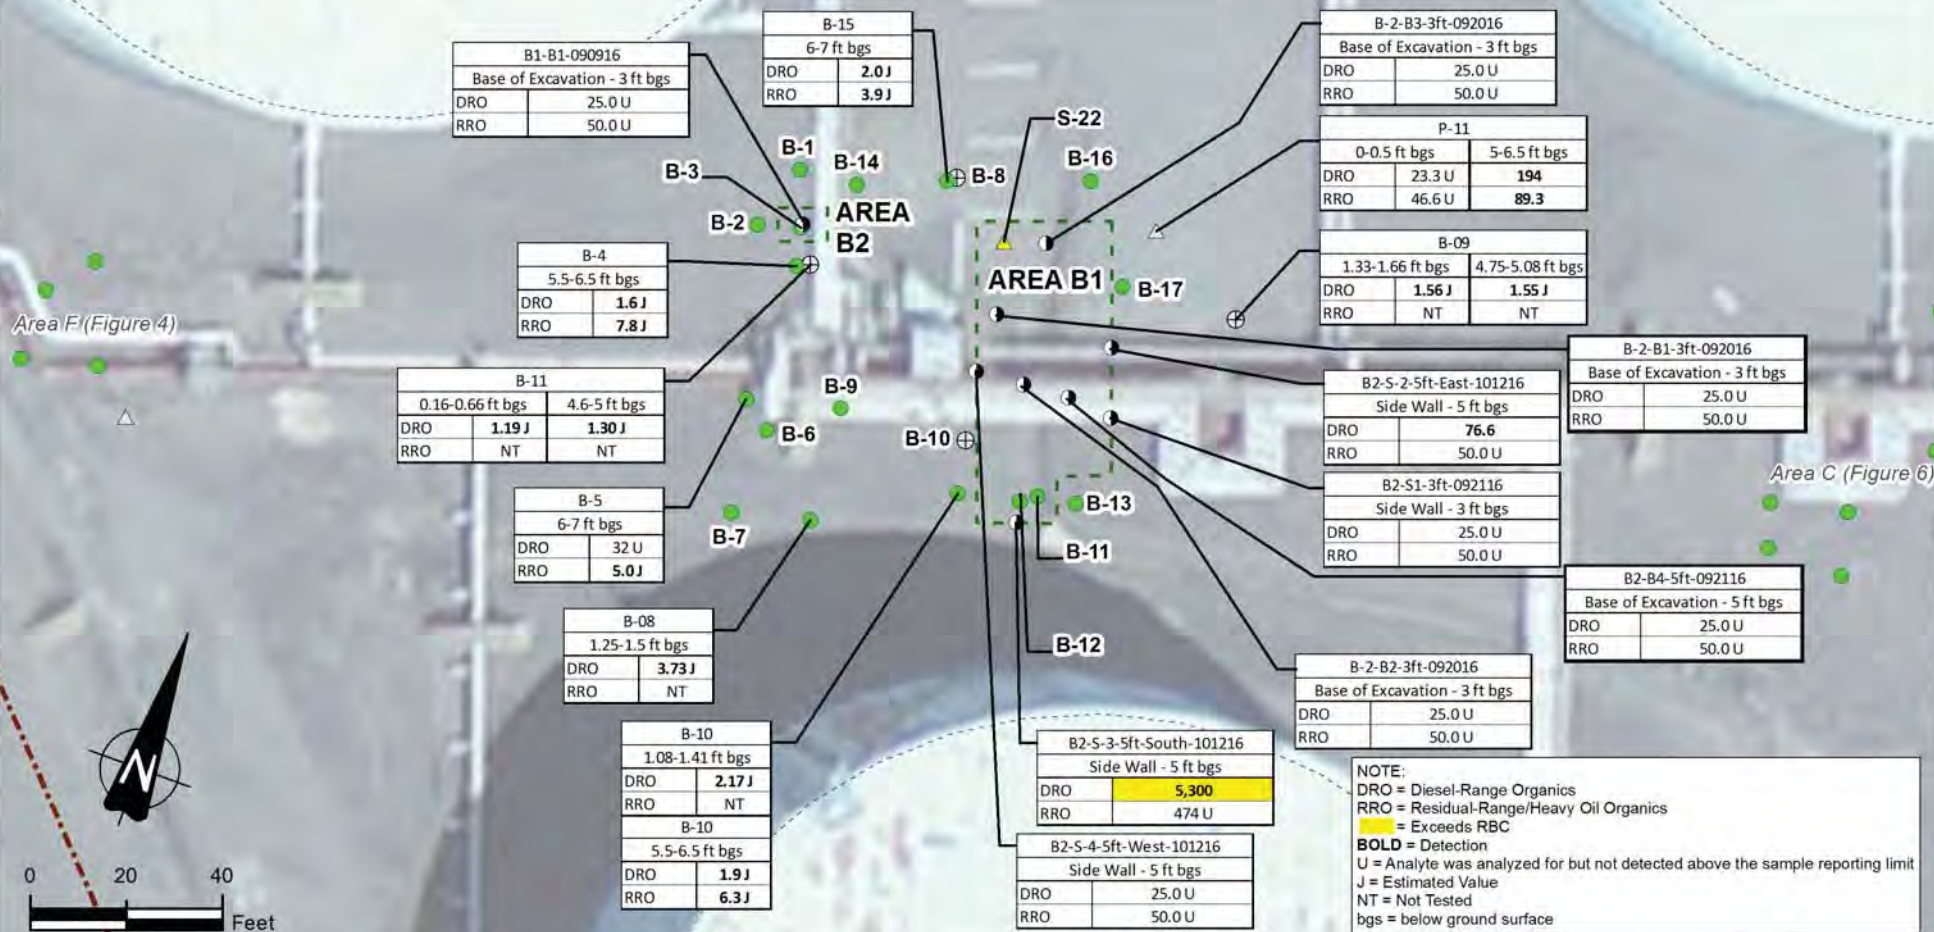 B1-B1-090916
Base of Excavation - 3 ft bgs
DRO 25.0 U
RRO 50.0 U
B-15
6-7 ft bgs
DRO 2.0 J
RRO 3.9 J
B-2-B3-3ft-092016
Base of Excavation - 3 ft bgs
DRO 25.0 U
RRO 50.0 U
S-22
P-11
0-0.5 ft bgs 5-6.5 ft bgs
DRO 23.3 U 194
RRO 46.6 U 89.3
B-1
B-14
B-3
B-8
B-16
B-2
AREA
B2
B-4
5.5-6.5 ft bgs
DRO 1.6 J
RRO 7.8 J
AREA B1
B-17
B-09
1.33-1.66 ft bgs 4.75-5.08 ft bgs
DRO 1.56 J 1.55 J
RRO NT NT
Area F (Figure 4)
B-2-B1-3ft-092016
Base of Excavation - 3 ft bgs
DRO 25.0 U
RRO 50.0 U
B-11
0.16-0.66 ft bgs 4.6-5 ft bgs
DRO 1.19 J 1.30 J
RRO NT NT
B-9
B-6
B-10
B2-S-2-5ft-East-101216
Side Wall - 5 ft bgs
DRO 76.6
RRO 50.0 U
Area C (Figure 6)
B2-S1-3ft-092116
Side Wall - 3 ft bgs
DRO 25.0 U
RRO 50.0 U
B-5
6-7 ft bgs
DRO 32 U
RRO 5.0 J
B-7
B-13
B-11
B2-B4-5ft-092116
Base of Excavation - 5 ft bgs
DRO 25.0 U
RRO 50.0 U
B-08
1.25-1.5 ft bgs
DRO 3.73 J
RRO NT
B-12
B-2-B2-3ft-092016
Base of Excavation - 3 ft bgs
DRO 25.0 U
RRO 50.0 U
N
B-10
1.08-1.41 ft bgs
DRO 2.17 J
RRO NT
B-10
5.5-6.5 ft bgs
DRO 1.9 J
RRO 6.3 J
B2-S-3-5ft-South-101216
Side Wall - 5 ft bgs
DRO 5,300
RRO 474 U
B2-S-4-5ft-West-101216
Side Wall - 5 ft bgs
DRO 25.0 U
RRO 50.0 U
0 20 40
Feet
NOTE:
DRO = Diesel-Range Organics
RRO = Residual-Range/Heavy Oil Organics
= Exceeds RBC
BOLD = Detection
U = Analyte was analyzed for but not detected above the sample reporting limit
J = Estimated Value
NT = Not Tested
bgs = below ground surface